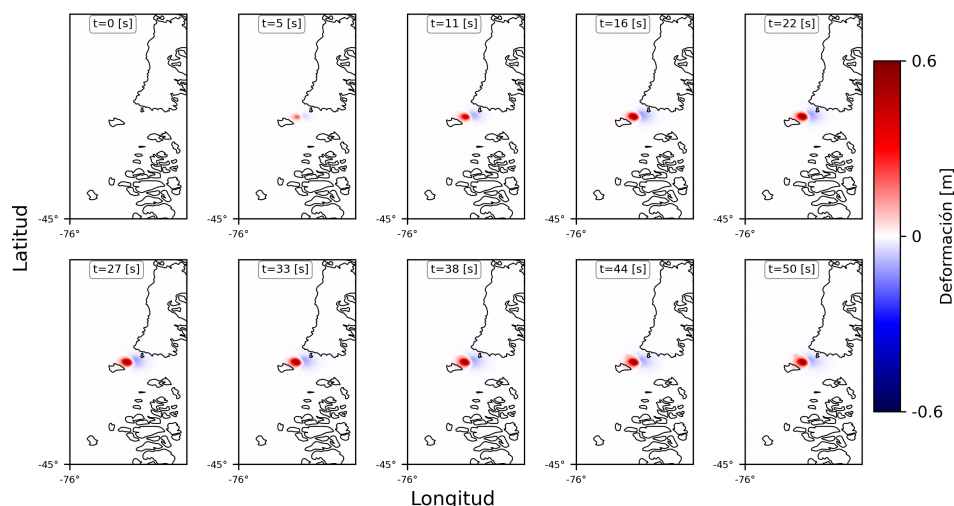 t=0 [s] t=5 [s] t=11 [s] t=16 [s] t=22 [s]
-45° -45° -45° -45° -45°
-76° -76° -76° -76° -76°
t=27 [s] t=33 [s] t=38 [s] t=44 [s] t=50 [s]
-45° -45° -45° -45° -45°
-76° -76° -76° -76° -76°
Latitud
Longitud
0.6
0
-0.6
Deformación [m]